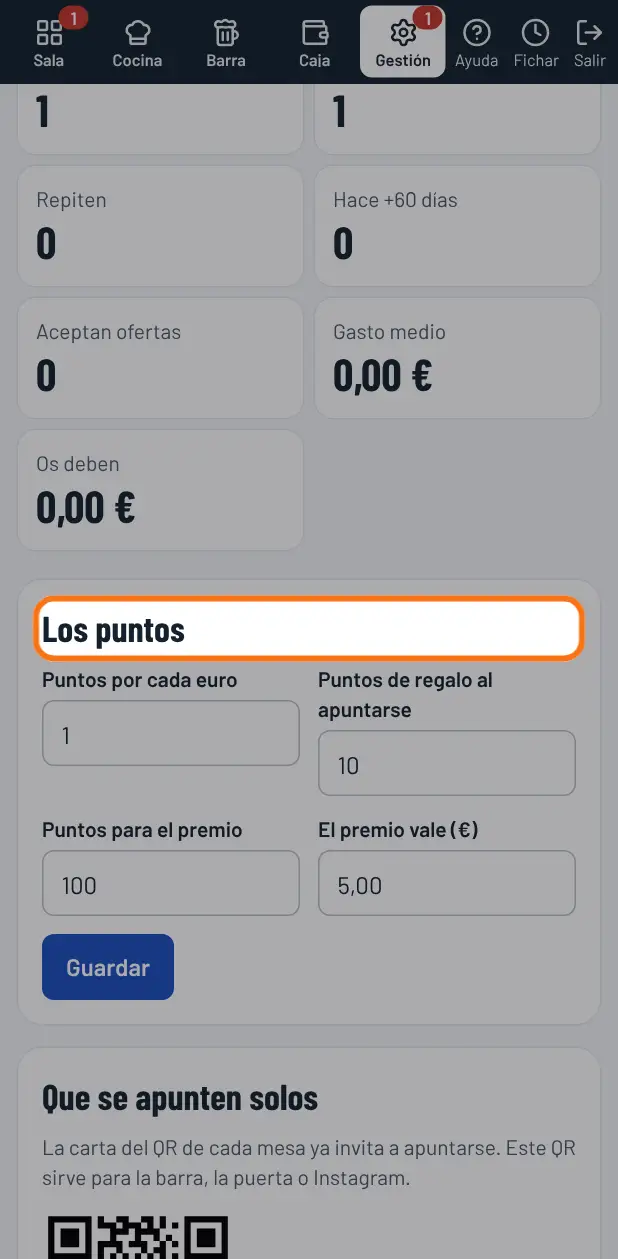 1
1
Sala
Cocina
Barra
Caja
Gestión
Ayuda
Fichar
Salir
1
1
Repiten
Hace +60 días
0
0
Aceptan ofertas
Gasto medio
0
0,00 €
Os deben
0,00 €
Los puntos
Puntos por cada euro
1
Puntos de regalo al
apuntarse
10
Puntos para el premio
100
El premio vale (€)
5,00
Guardar
Que se apunten solos
La carta del QR de cada mesa ya invita a apuntarse. Este QR
sirve para la barra, la puerta o Instagram.